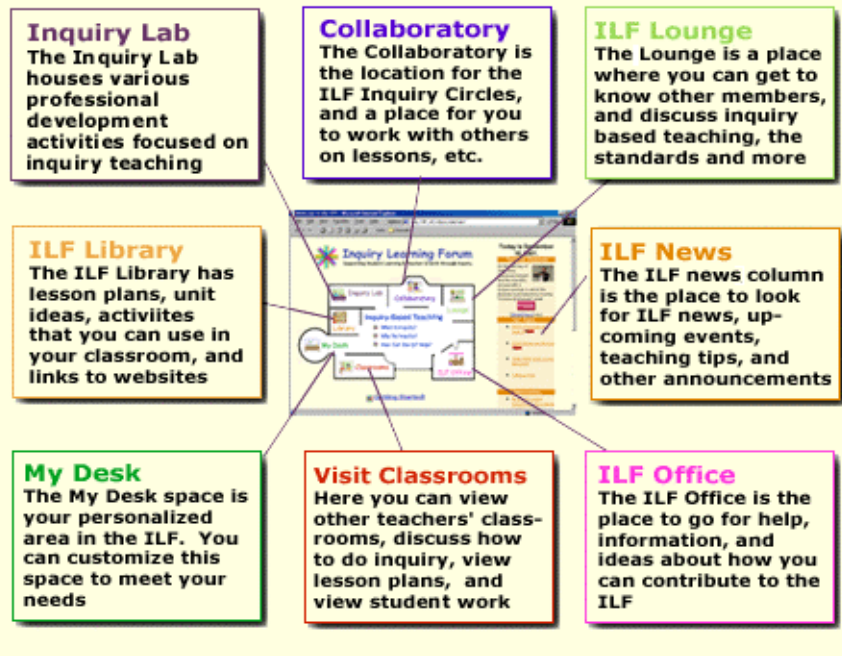 Inquiry Lab
The Inquiry Lab
houses various
professional
development
activities focused on
inquiry teaching
Collaboratory
The Collaboratory is
the location for the
ILF Inquiry Circles,
and a place for you
to work with others
on lessons, etc.
ILF Lounge
The Lounge is a place
where you can get to
know other members,
and discuss inquiry
based teaching, the
standards and more
ILF Library
The ILF Library has
lesson plans, unit
ideas, activiites
that you can use in
your classroom, and
links to websites
Inquiry Learning Forum
Inquiry Lab
Collaboratory
Lounge
Library
Inquiry-Based Teaching
My Desk
Classrooms
ILF Office
ILF News
The ILF news column
is the place to look
for ILF news, up-
coming events,
teaching tips, and
other announcements
My Desk
The My Desk space is
your personalized
area in the ILF.  You
can customize this
space to meet your
needs
Visit Classrooms
Here you can view
other teachers' class-
rooms, discuss how
to do inquiry, view
lesson plans,  and
view student work
ILF Office
The ILF Office is the
place to go for help,
information, and
ideas about how you
can contribute to the
ILF